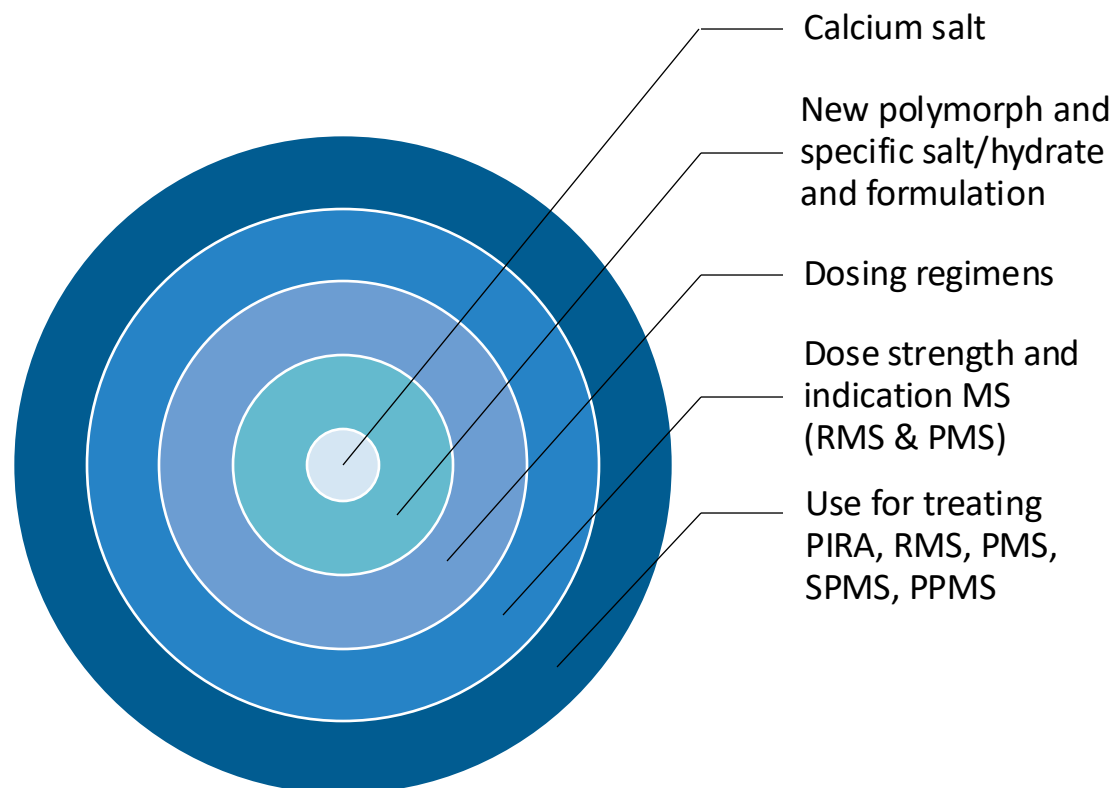 Calcium salt
New polymorph and
specific salt/hydrate
and formulation
Dosing regimens
Dose strength and
indication MS
(RMS & PMS)
Use for treating
PIRA, RMS, PMS,
SPMS, PPMS